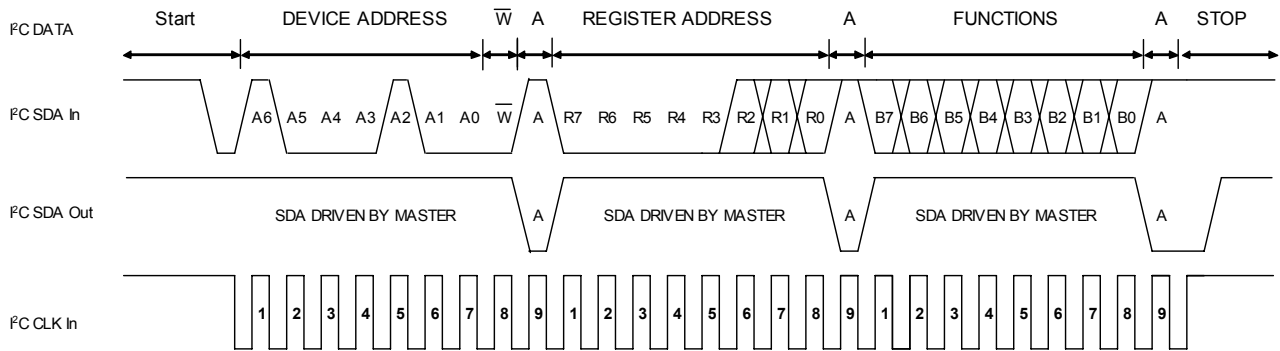 I²C DATA Start DEVICE ADDRESS W̅ A REGISTER ADDRESS A FUNCTIONS A STOP
I²C SDA In A6 A5 A4 A3 A2 A1 A0 W̅ A R7 R6 R5 R4 R3 R2 R1 R0 A B7 B6 B5 B4 B3 B2 B1 B0 A
I²C SDA Out SDA DRIVEN BY MASTER A SDA DRIVEN BY MASTER A SDA DRIVEN BY MASTER A
I²C CLK In 1 2 3 4 5 6 7 8 9 1 2 3 4 5 6 7 8 9 1 2 3 4 5 6 7 8 9